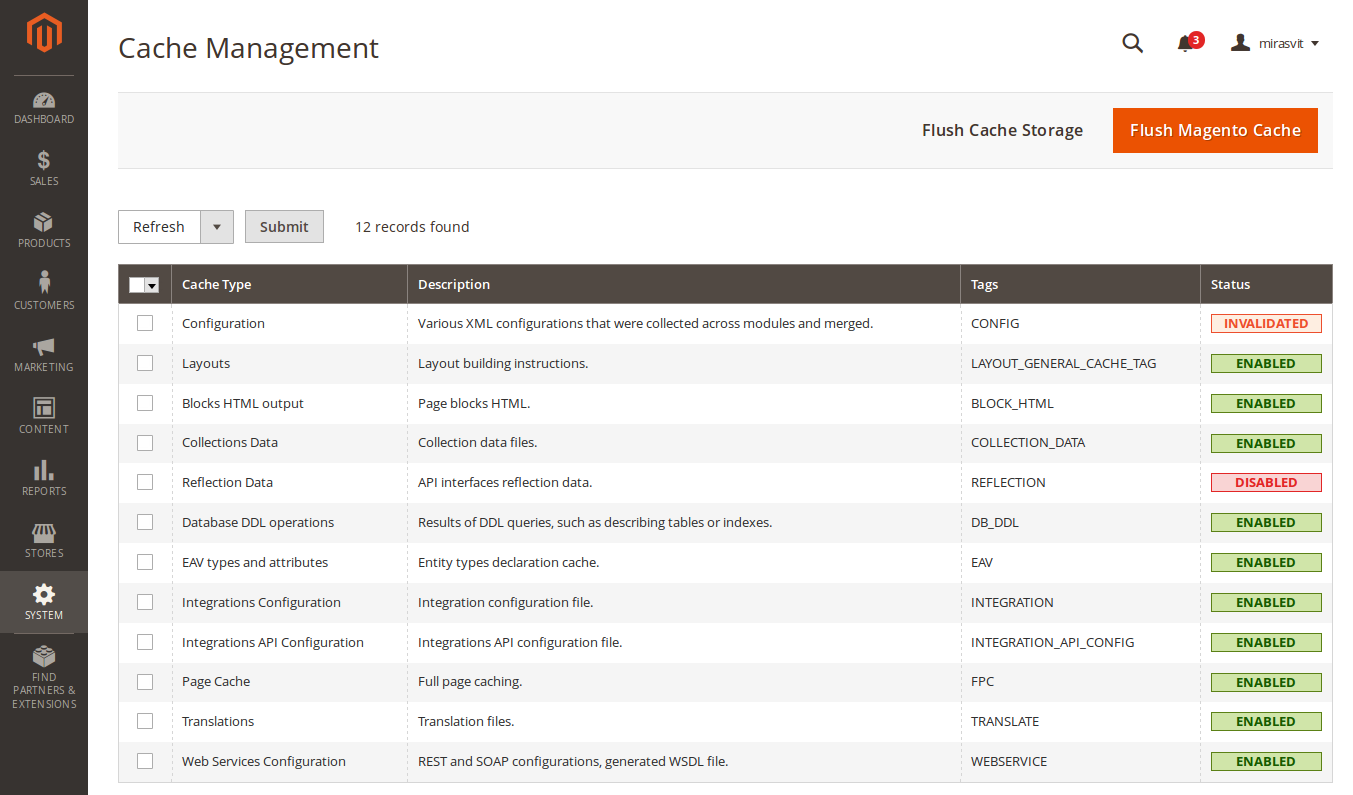 Cache Management
3
mirasvit
DASHBOARD
SALES
PRODUCTS
CUSTOMERS
MARKETING
CONTENT
REPORTS
STORES
SYSTEM
FIND
PARTNERS &
EXTENSIONS
Flush Cache Storage Flush Magento Cache
Refresh Submit 12 records found
Cache Type Description Tags Status
Configuration Various XML configurations that were collected across modules and merged. CONFIG INVALIDATED
Layouts Layout building instructions. LAYOUT_GENERAL_CACHE_TAG ENABLED
Blocks HTML output Page blocks HTML. BLOCK_HTML ENABLED
Collections Data Collection data files. COLLECTION_DATA ENABLED
Reflection Data API interfaces reflection data. REFLECTION DISABLED
Database DDL operations Results of DDL queries, such as describing tables or indexes. DB_DDL ENABLED
EAV types and attributes Entity types declaration cache. EAV ENABLED
Integrations Configuration Integration configuration file. INTEGRATION ENABLED
Integrations API Configuration Integrations API configuration file. INTEGRATION_API_CONFIG ENABLED
Page Cache Full page caching. FPC ENABLED
Translations Translation files. TRANSLATE ENABLED
Web Services Configuration REST and SOAP configurations, generated WSDL file. WEBSERVICE ENABLED